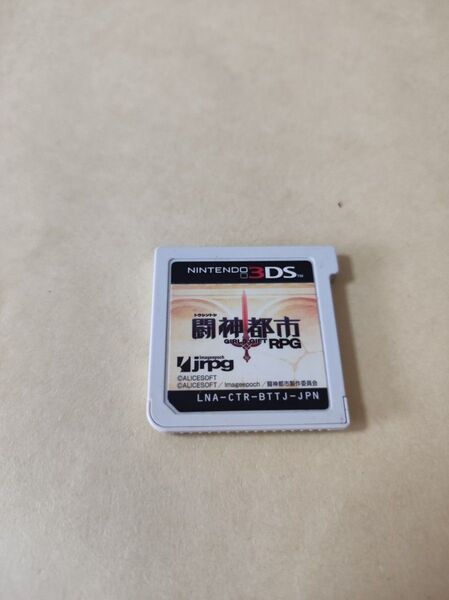 NINTENDO 3DS™
トウシントシ
闘神都市
GIRLS GIFT RPG
imageepoch
jrpg
©ALICESOFT
©ALICESOFT / Imageepoch / 闘神都市製作委員会
LNA-CTR-BTTJ-JPN